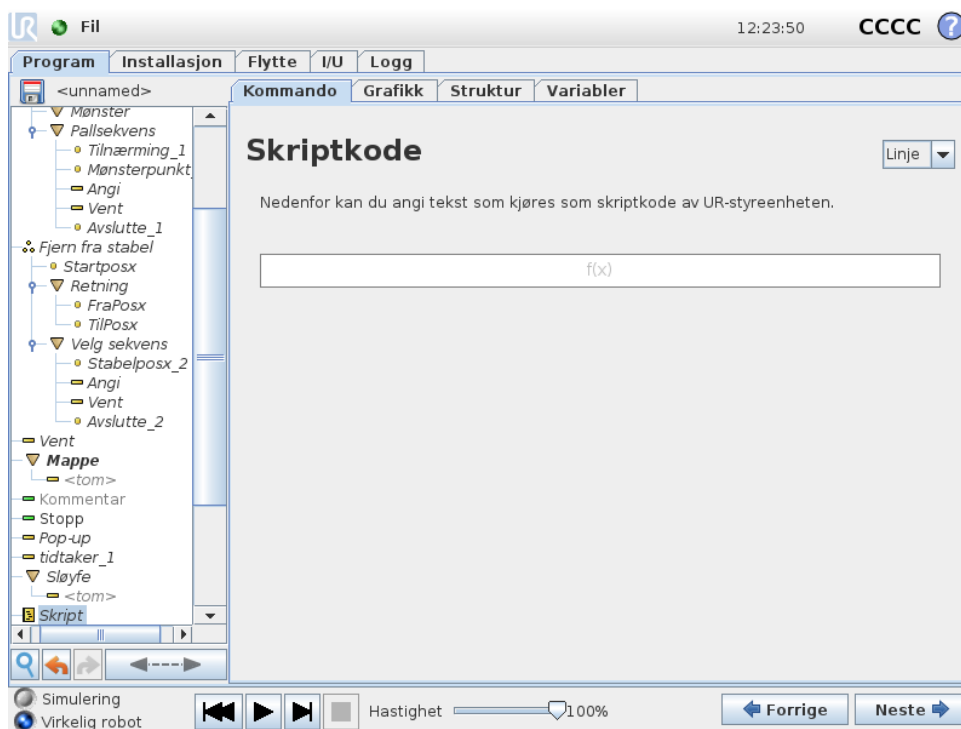 UR Fil 12:23:50 CCCC ?
Program Installasjon Flytte I/U Logg
<unnamed>
Kommando Grafikk Struktur Variabler
Mønster
Pallsekvens
Tilnærming_1
Mønsterpunkt_
Angi
Vent
Avslutte_1
Fjern fra stabel
Startposx
Retning
FraPosx
TilPosx
Velg sekvens
Stabelposx_2
Angi
Vent
Avslutte_2
Vent
Mappe
<tom>
Kommentar
Stopp
Pop-up
tidtaker_1
Sløyfe
<tom>
Skript
Skriptkode
Linje
Nedenfor kan du angi tekst som kjøres som skriptkode av UR-styreenheten.
f(x)
Simulering
Virkelig robot
Hastighet 100%
Forrige Neste